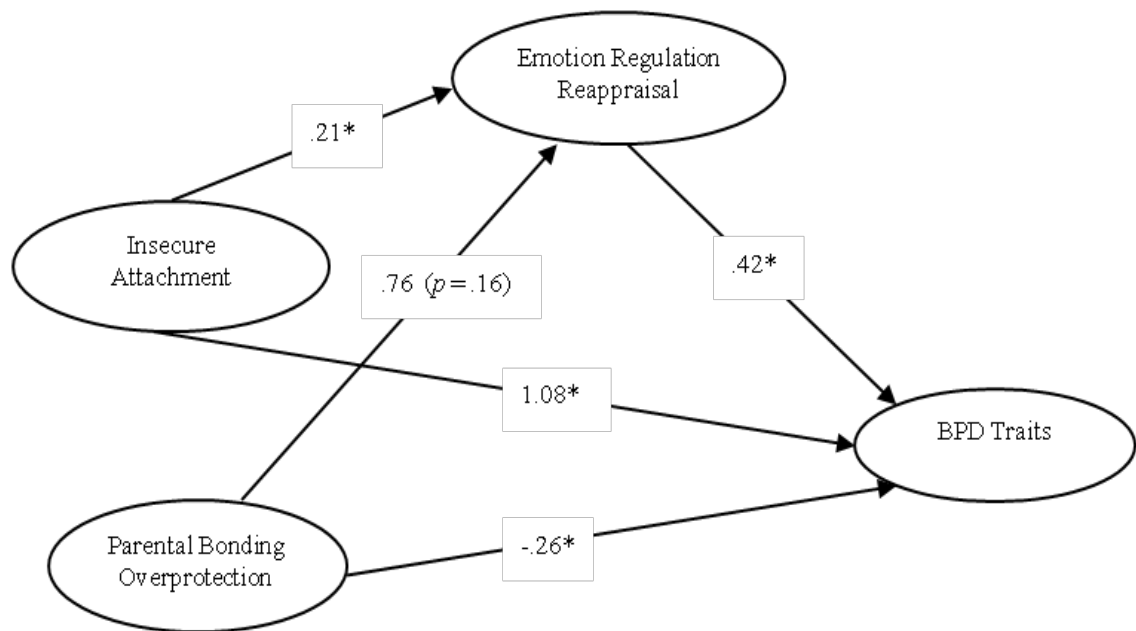 Emotion Regulation
Reappraisal
.21*
Insecure
Attachment
.76 (p=.16)
.42*
1.08*
BPD Traits
Parental Bonding
Overprotection
-.26*